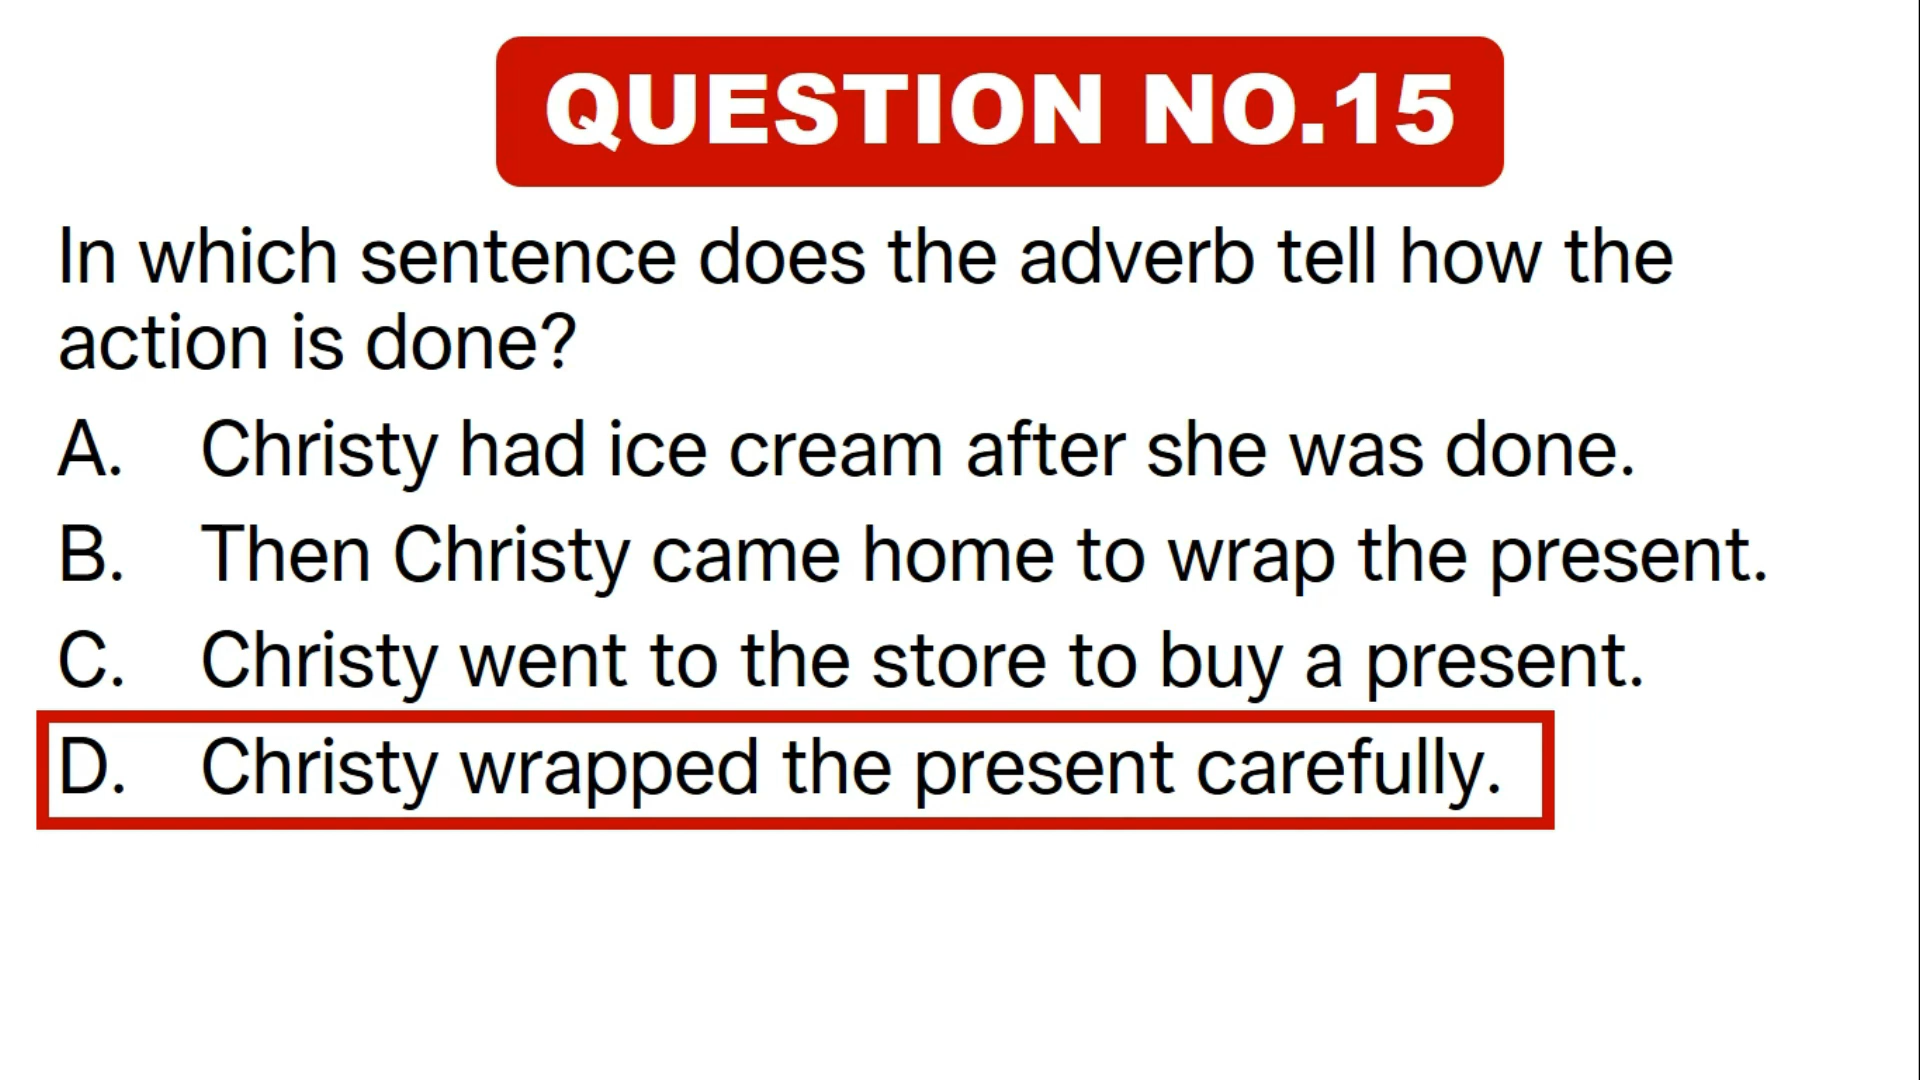 QUESTION NO.15
In which sentence does the adverb tell how the
action is done?
A. Christy had ice cream after she was done.
B. Then Christy came home to wrap the present.
C. Christy went to the store to buy a present.
D. Christy wrapped the present carefully.